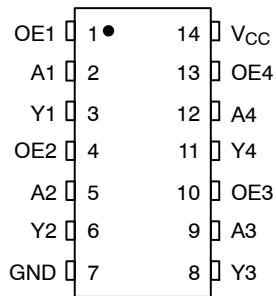 OE1 1 14 VCC
A1 2 13 OE4
Y1 3 12 A4
OE2 4 11 Y4
A2 5 10 OE3
Y2 6 9 A3
GND 7 8 Y3